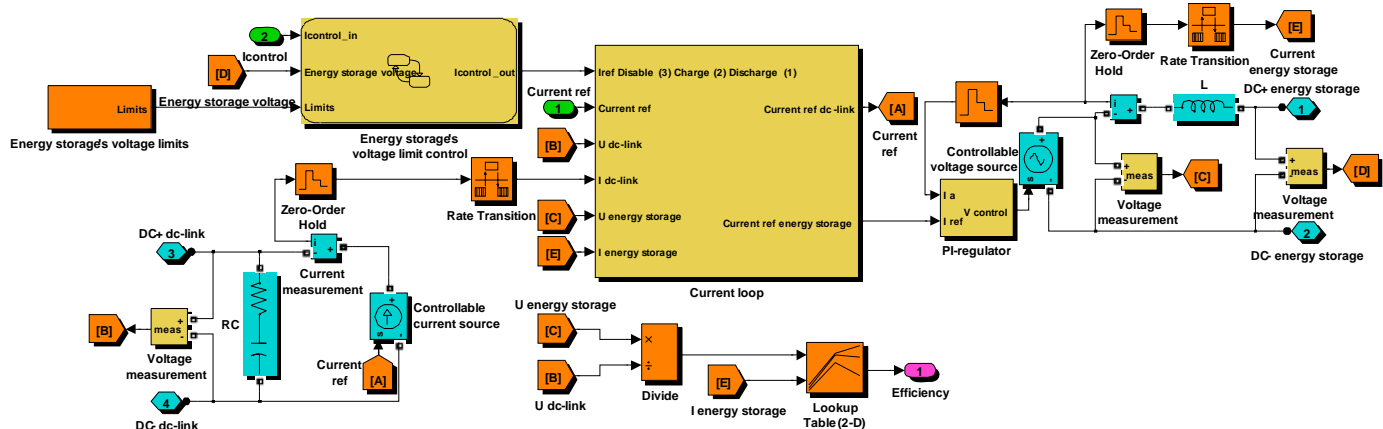 Limits
Energy storage's voltage limits
2
Icontrol
[D]
Energy storage voltage
Icontrol_in
Energy storage voltage
Limits
Icontrol_out
Energy storage's
voltage limit control
Current ref
1
[B]
U dc-link
[C]
[E]
Iref Disable (3) Charge (2) Discharge (1)
Current ref
U dc-link
I dc-link
U energy storage
I energy storage
Current ref dc-link
Current ref energy storage
Current loop
[A]
Current
ref
Zero-Order
Hold
Rate Transition
DC+ dc-link
3
i
+
-
Current
measurement
[B]
meas
+
-
Voltage
measurement
RC
+
s
-
Controllable
current source
Current
ref
[A]
4
DC- dc-link
U energy storage
[C]
[B]
U dc-link
×
÷
Divide
[E]
I energy storage
Lookup
Table (2-D)
1
Efficiency
I a
I ref
V control
PI-regulator
Controllable
voltage source
+
s
-
Zero-Order
Hold
Rate Transition
[E]
Current
energy storage
i
-
+
L
DC+ energy storage
1
+
-
meas
Voltage
measurement
[C]
+
-
meas
Voltage
measurement
[D]
2
DC- energy storage